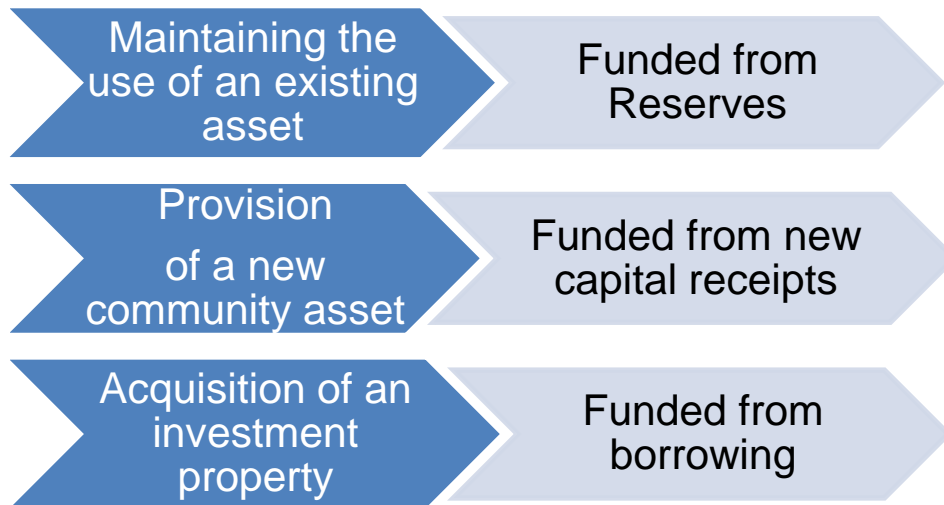 Maintaining the
use of an existing
asset
Funded from
Reserves
Provision
of a new
community asset
Funded from new
capital receipts
Acquisition of an
investment
property
Funded from
borrowing